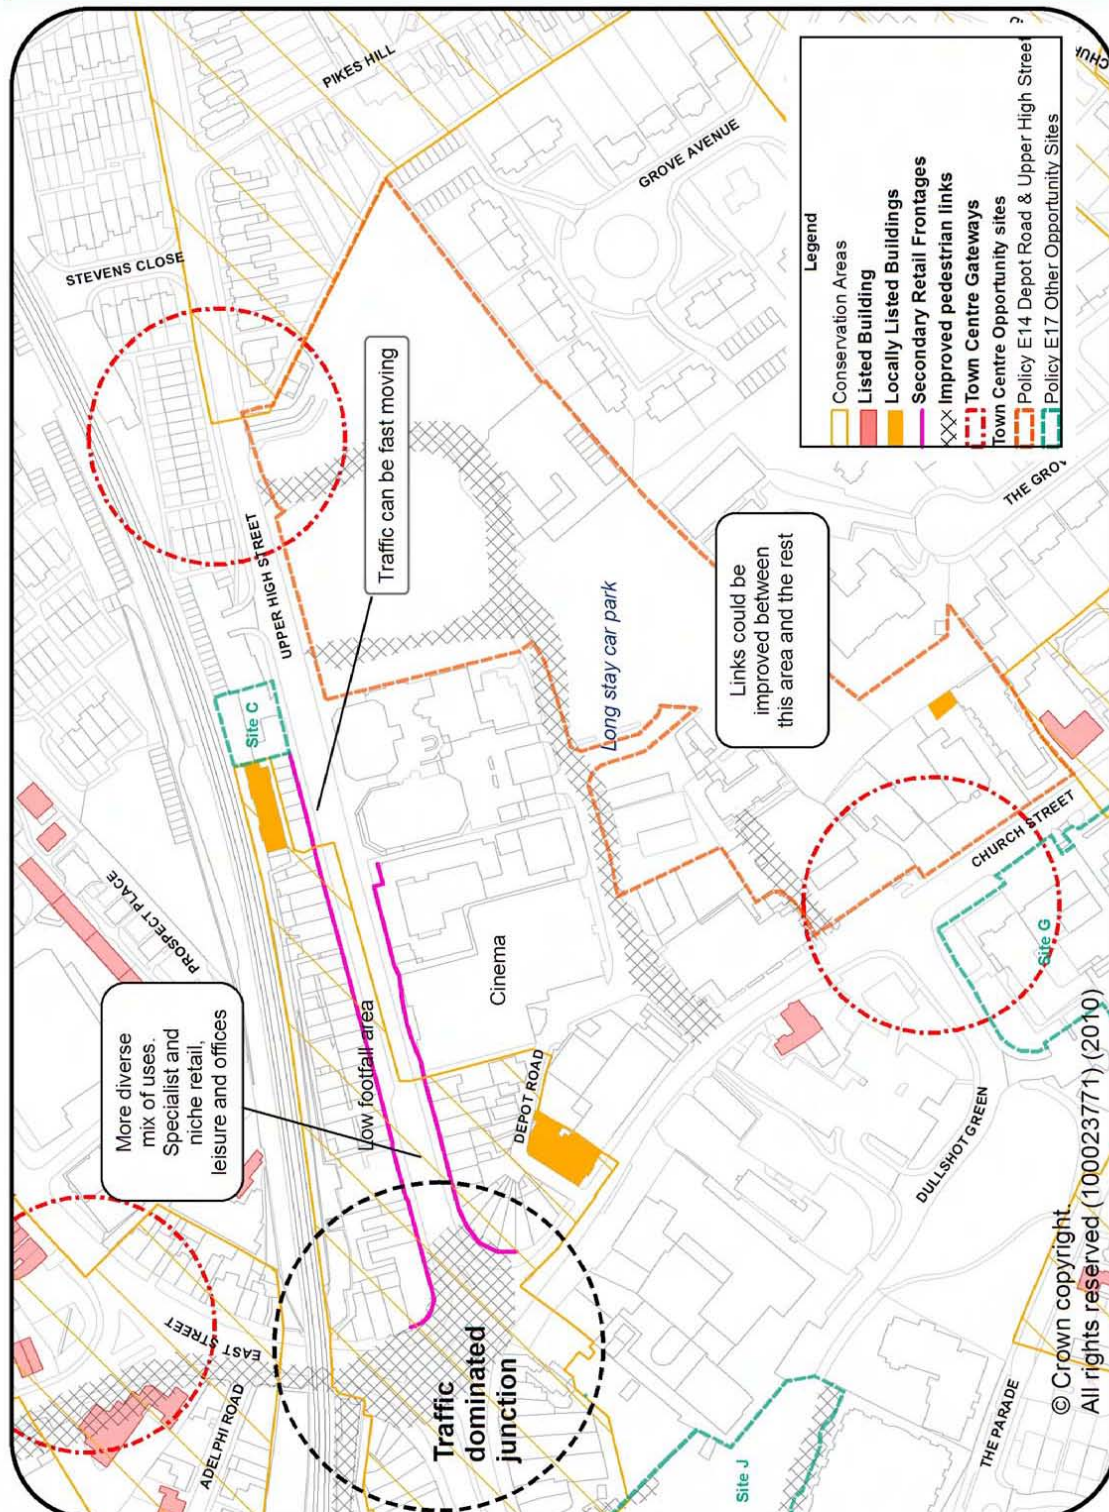 PIKES HILL
STEVENS CLOSE
GROVE AVENUE
UPPER HIGH STREET
Traffic can be fast moving
Legend
Conservation Areas
Listed Building
Locally Listed Buildings
Secondary Retail Frontages
Improved pedestrian links
Town Centre Gateways
Town Centre Opportunity sites
Policy E14 Depot Road & Upper High Street
Policy E17 Other Opportunity Sites
Site C
Long stay car park
Links could be
improved between
this area and the rest
PROSPECT PLACE
More diverse
mix of uses.
Specialist and
niche retail,
leisure and offices
Low footfall area
Cinema
DEPOT ROAD
CHURCH STREET
Site G
DULLSHOT GREEN
EAST STREET
ADELPHI ROAD
Traffic
dominated
junction
Site J
THE PARADE
© Crown copyright.
All rights reserved (100023771) (2010)